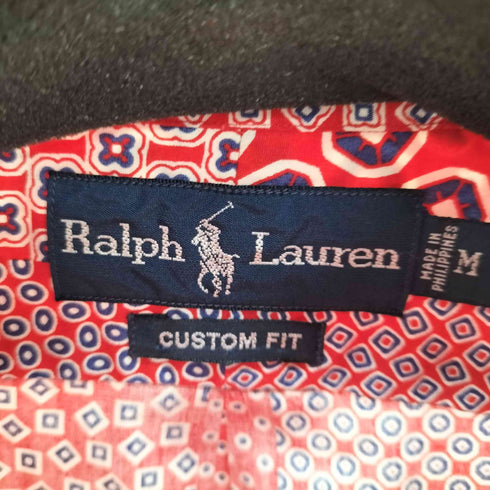 Ralph Lauren
CUSTOM FIT
MADE IN
PHILIPPINES
M